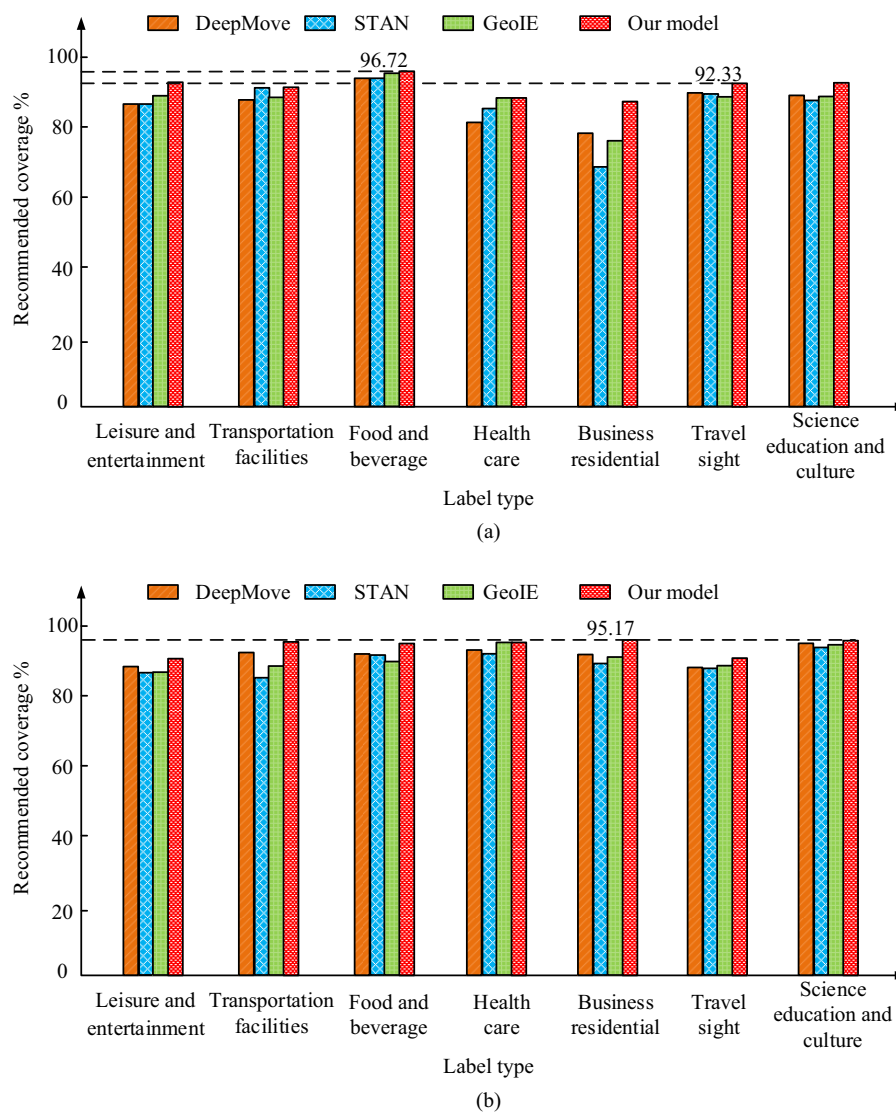 DeepMove STAN GeoIE Our model
100
96.72
92.33
80
60
40
20
0
Recommended coverage %
Leisure and entertainment
Transportation facilities
Food and beverage
Health care
Business residential
Travel sight
Science education and culture
Label type
(a)
DeepMove STAN GeoIE Our model
100
95.17
80
60
40
20
0
Recommended coverage %
Leisure and entertainment
Transportation facilities
Food and beverage
Health care
Business residential
Travel sight
Science education and culture
Label type
(b)